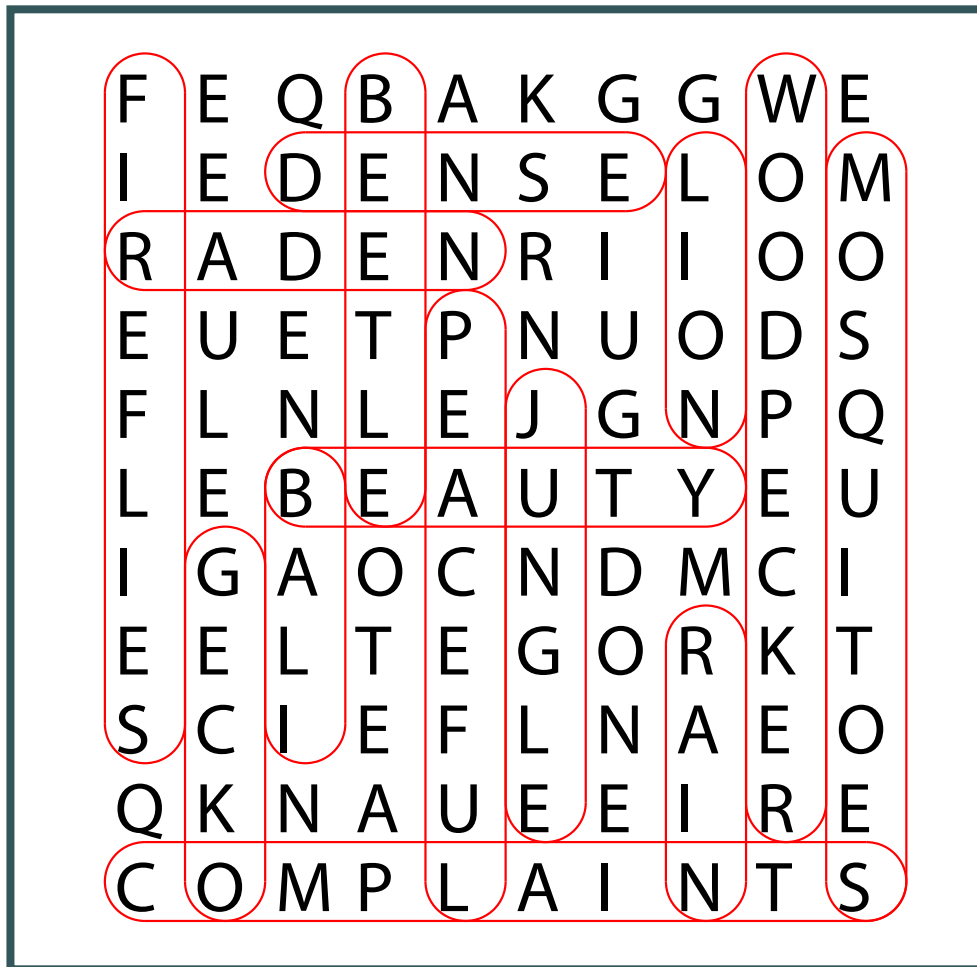 F E Q B A K G G W E
I E D E N S E L O M
R A D E N R I I O O
E U E T P N U O D S
F L N L E J G N P Q
L E B E A U T Y E U
I G A O C N D M C I
E E L T E G O R K T
S C I E F L N A E O
Q K N A U E E I R E
C O M P L A I N T S